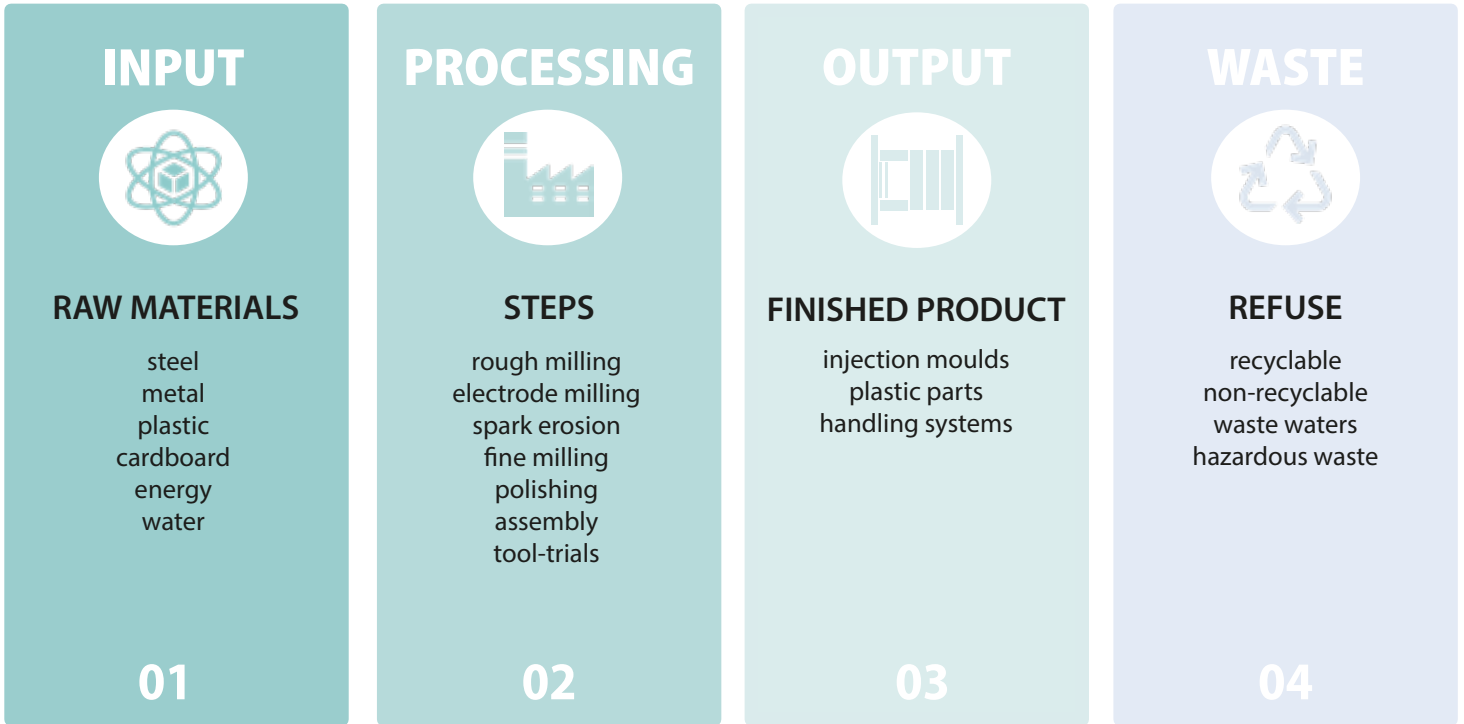 INPUT
RAW MATERIALS
steel
metal
plastic
cardboard
energy
water
01
PROCESSING
STEPS
rough milling
electrode milling
spark erosion
fine milling
polishing
assembly
tool-trials
02
OUTPUT
FINISHED PRODUCT
injection moulds
plastic parts
handling systems
03
WASTE
REFUSE
recyclable
non-recyclable
waste waters
hazardous waste
04